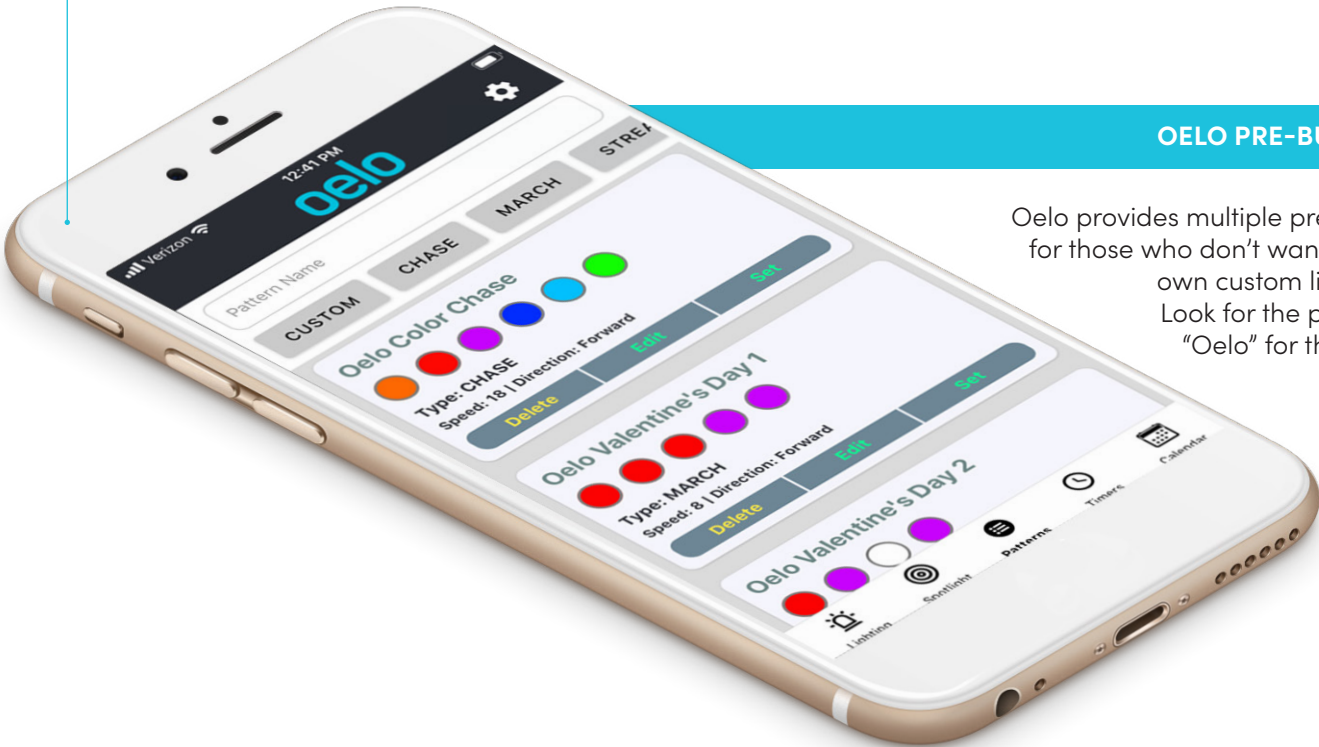 OELO PRE-BU
Oelo provides multiple pre
for those who don't wan
own custom li
Look for the p
"Oelo" for th
Verizon 12:41 PM
oelo
Pattern Name
CUSTOM CHASE MARCH STREA
Oelo Color Chase
Type: CHASE
Speed: 18 | Direction: Forward
Delete Edit Set
Oelo Valentine's Day 1
Type: MARCH
Speed: 8 | Direction: Forward
Delete Edit Set
Oelo Valentine's Day 2
Lighting Spotlight Patterns Timers Calendar